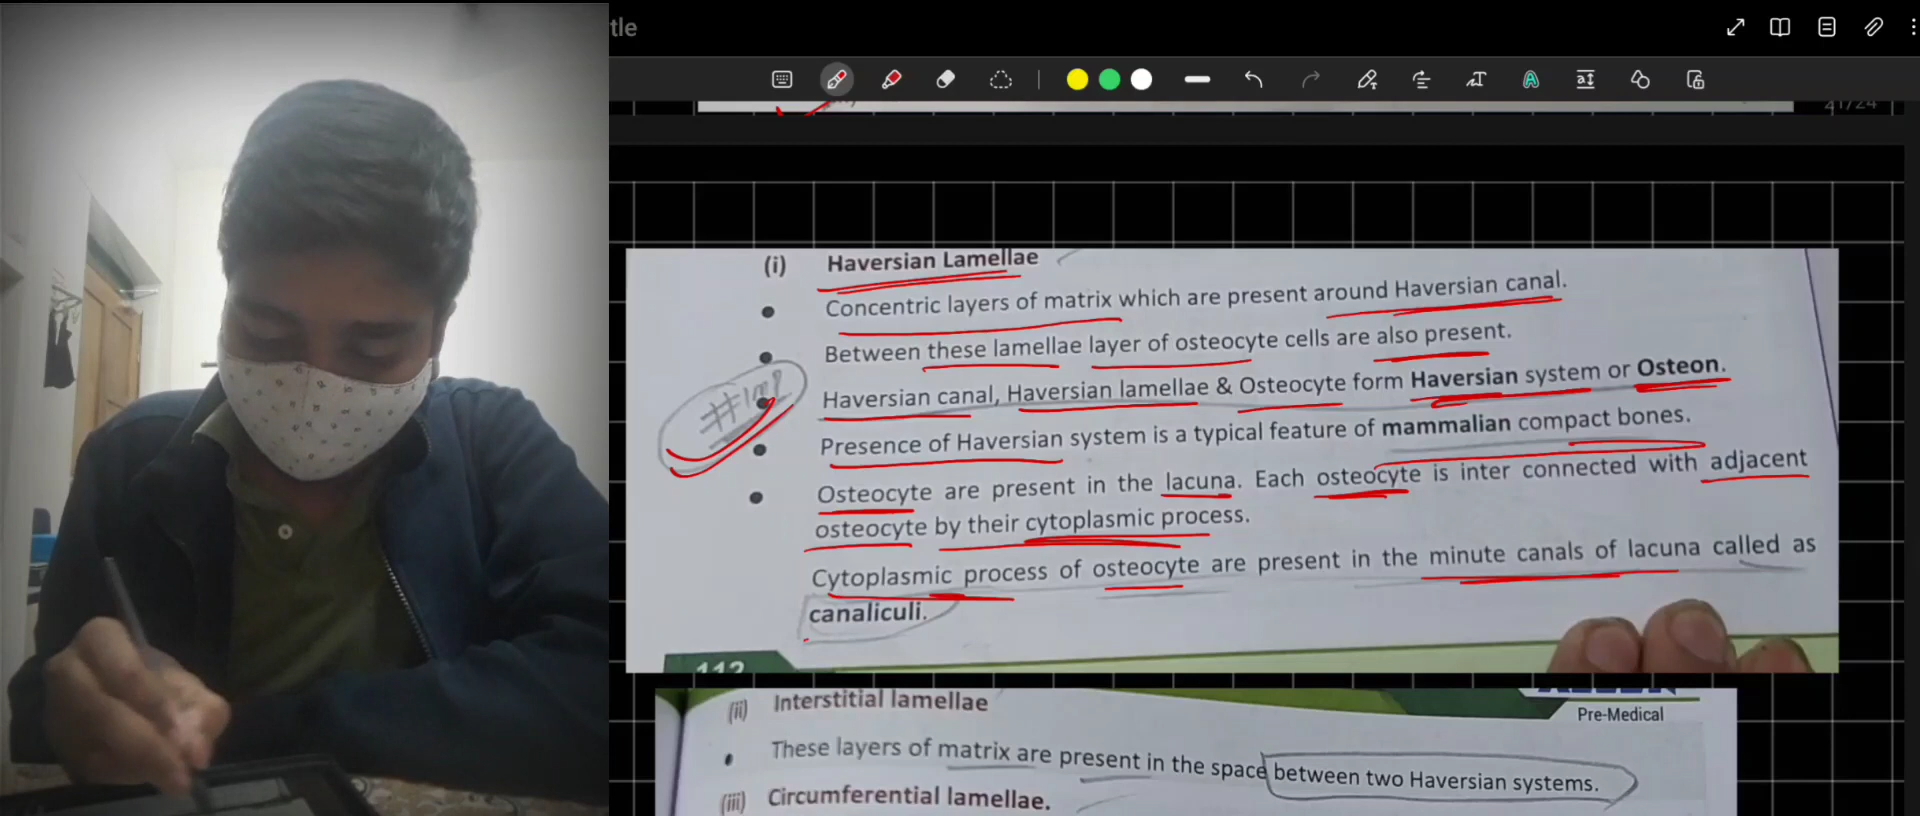 tle
21/24
(i) Haversian Lamellae
Concentric layers of matrix which are present around Haversian canal.
Between these lamellae layer of osteocyte cells are also present.
#Imp
Haversian canal, Haversian lamellae & Osteocyte form Haversian system or Osteon.
Presence of Haversian system is a typical feature of mammalian compact bones.
Osteocyte are present in the lacuna. Each osteocyte is inter connected with adjacent
osteocyte by their cytoplasmic process.
Cytoplasmic process of osteocyte are present in the minute canals of lacuna called as
canaliculi.
112
Pre-Medical
(ii) Interstitial lamellae
These layers of matrix are present in the space between two Haversian systems.
(iii) Circumferential lamellae.